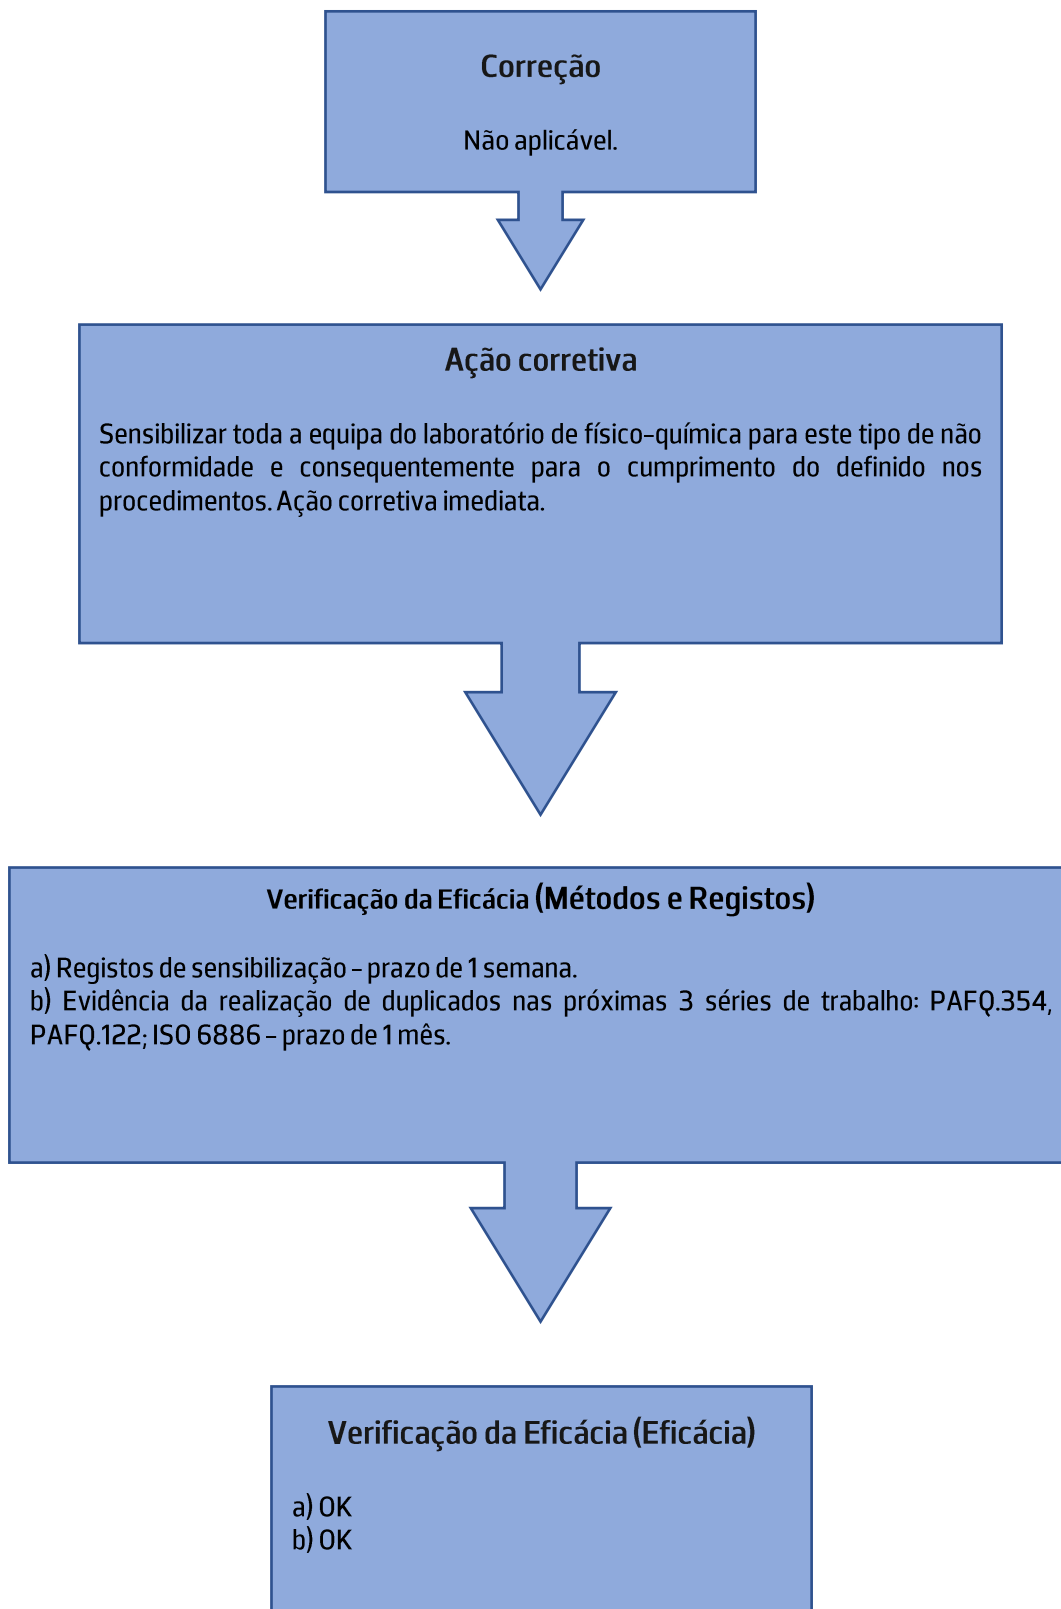 Correção
Não aplicável.
Ação corretiva
Sensibilizar toda a equipa do laboratório de físico-química para este tipo de não
conformidade e consequentemente para o cumprimento do definido nos
procedimentos. Ação corretiva imediata.
Verificação da Eficácia (Métodos e Registos)
a) Registos de sensibilização – prazo de 1 semana.
b) Evidência da realização de duplicados nas próximas 3 séries de trabalho: PAFQ.354,
PAFQ.122; ISO 6886 – prazo de 1 mês.
Verificação da Eficácia (Eficácia)
a) OK
b) OK